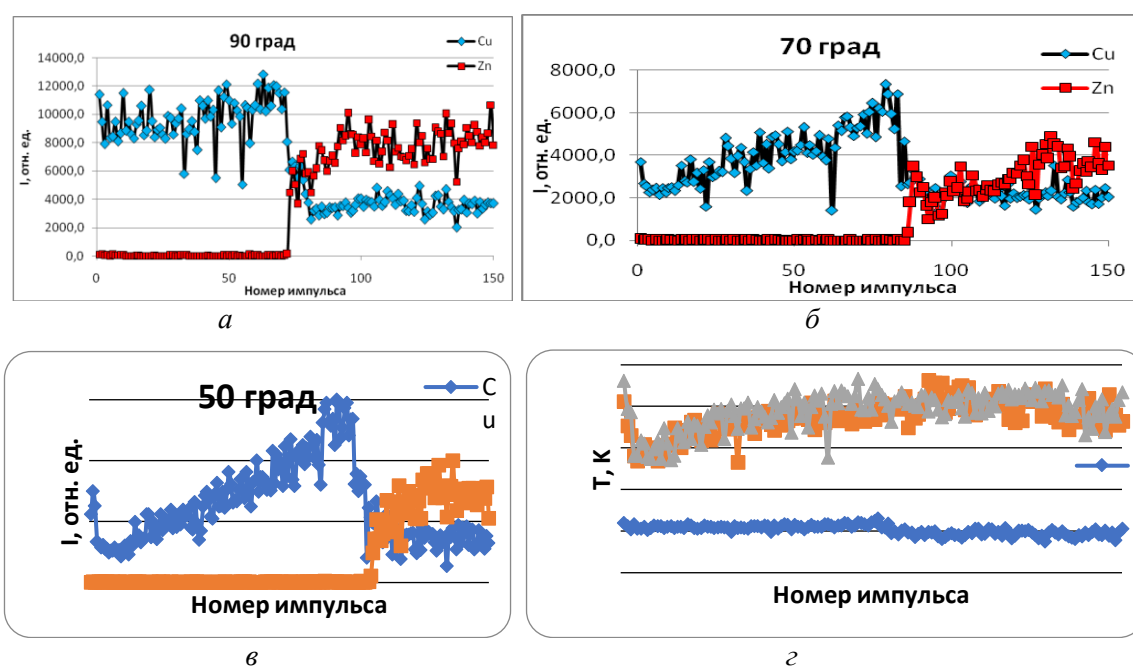 90 град
Cu
Zn
I, отн. ед.
14000,0
12000,0
10000,0
8000,0
6000,0
4000,0
2000,0
0,0
0 50 100 150
Номер импульса
а
70 град
Cu
Zn
I, отн. ед.
8000,0
6000,0
4000,0
2000,0
0,0
0 50 100 150
Номер импульса
б
50 град
C
u
I, отн. ед.
Номер импульса
в
T, K
Номер импульса
г